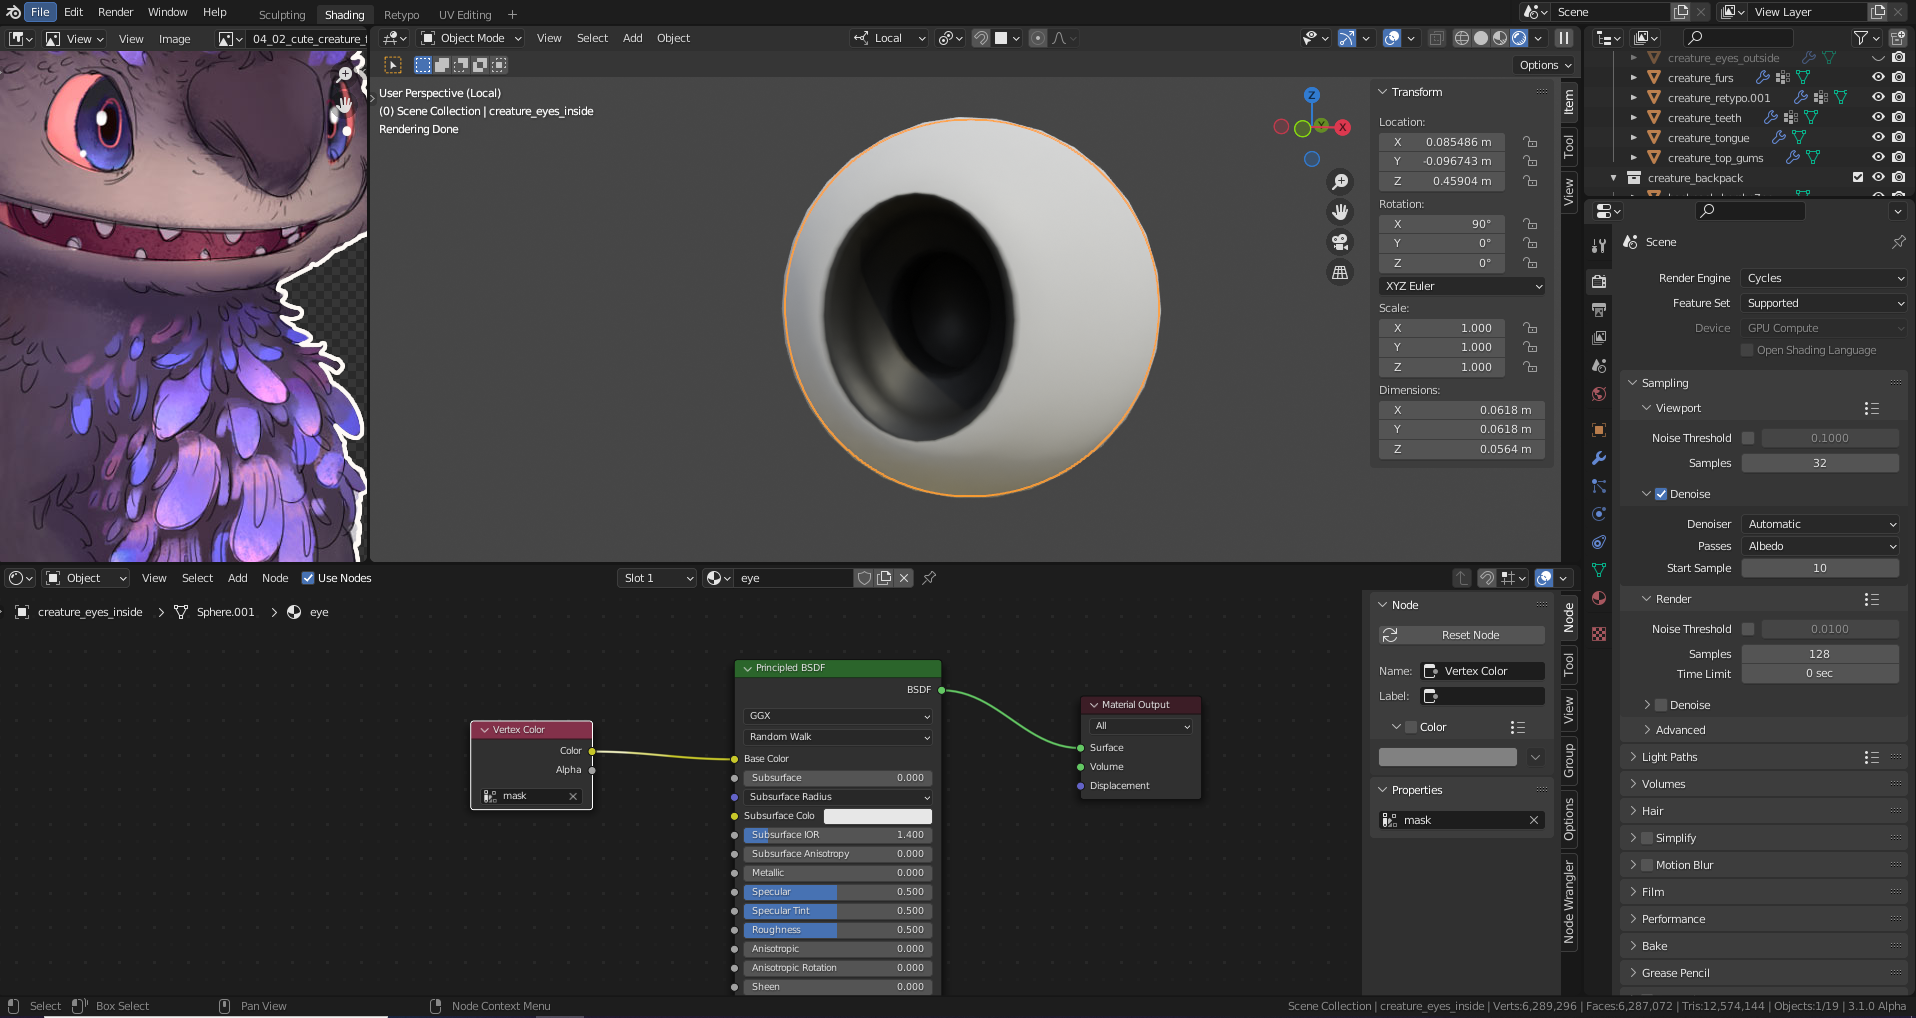 File Edit Render Window Help Sculpting Shading Retypo UV Editing + Scene View Layer
View View Image 04_02_cute_creature_1
Object Mode View Select Add Object Local
Options
User Perspective (Local)
(0) Scene Collection | creature_eyes_inside
Rendering Done
Z
Y
X
Transform
Location:
X 0.085486 m
Y -0.096743 m
Z 0.45904 m
Rotation:
X 90°
Y 0°
Z 0°
XYZ Euler
Scale:
X 1.000
Y 1.000
Z 1.000
Dimensions:
X 0.0618 m
Y 0.0618 m
Z 0.0564 m
Item
Tool
View
creature_eyes_outside
creature_furs
creature_retypo.001
creature_teeth
creature_tongue
creature_top_gums
creature_backpack
Scene
Render Engine Cycles
Feature Set Supported
Device GPU Compute
Open Shading Language
Sampling
Viewport
Noise Threshold 0.1000
Samples 32
Denoise
Denoiser Automatic
Passes Albedo
Start Sample 10
Render
Noise Threshold 0.0100
Samples 128
Time Limit 0 sec
Denoise
Advanced
Light Paths
Volumes
Hair
Simplify
Motion Blur
Film
Performance
Bake
Grease Pencil
Object View Select Add Node Use Nodes Slot 1 eye
creature_eyes_inside > Sphere.001 > eye
Vertex Color
Color
Alpha
mask
Principled BSDF
BSDF
GGX
Random Walk
Base Color
Subsurface 0.000
Subsurface Radius
Subsurface Colo
Subsurface IOR 1.400
Subsurface Anisotropy 0.000
Metallic 0.000
Specular 0.500
Specular Tint 0.500
Roughness 0.500
Anisotropic 0.000
Anisotropic Rotation 0.000
Sheen 0.000
Material Output
All
Surface
Volume
Displacement
Node
Reset Node
Name: Vertex Color
Label:
Color
Properties
mask
Node
Tool
View
Group
Options
Node Wrangler
Select Box Select Pan View Node Context Menu
Scene Collection | creature_eyes_inside | Verts:6,289,296 | Faces:6,287,072 | Tris:12,574,144 | Objects:1/19 | 3.1.0 Alpha